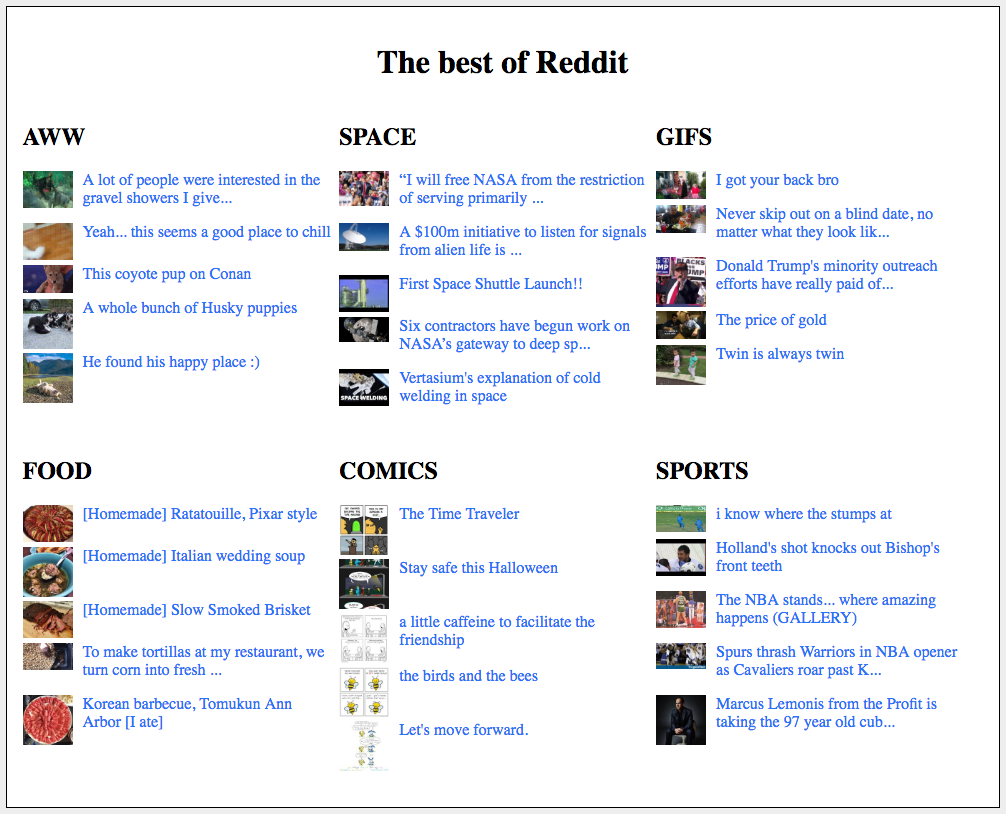 The best of Reddit
AWW
A lot of people were interested in the
gravel showers I give...
Yeah... this seems a good place to chill
This coyote pup on Conan
A whole bunch of Husky puppies
He found his happy place :)
SPACE
“I will free NASA from the restriction
of serving primarily ...
A $100m initiative to listen for signals
from alien life is ...
First Space Shuttle Launch!!
Six contractors have begun work on
NASA’s gateway to deep sp...
SPACE WELDING
Vertasium's explanation of cold
welding in space
GIFS
I got your back bro
Never skip out on a blind date, no
matter what they look lik...
Donald Trump's minority outreach
efforts have really paid of...
The price of gold
Twin is always twin
FOOD
[Homemade] Ratatouille, Pixar style
[Homemade] Italian wedding soup
[Homemade] Slow Smoked Brisket
To make tortillas at my restaurant, we
turn corn into fresh ...
Korean barbecue, Tomukun Ann
Arbor [I ate]
COMICS
The Time Traveler
Stay safe this Halloween
a little caffeine to facilitate the
friendship
the birds and the bees
Let's move forward.
SPORTS
i know where the stumps at
Holland's shot knocks out Bishop's
front teeth
The NBA stands... where amazing
happens (GALLERY)
Spurs thrash Warriors in NBA opener
as Cavaliers roar past K...
Marcus Lemonis from the Profit is
taking the 97 year old cub...